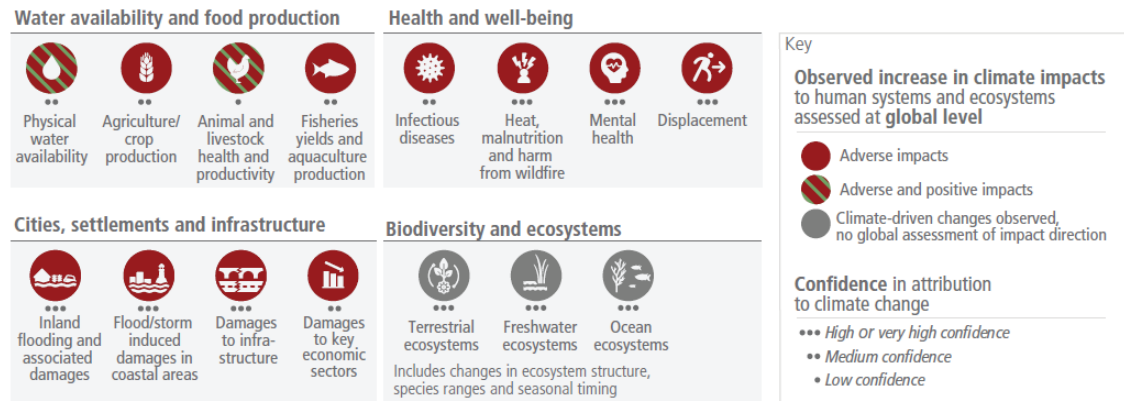 Water availability and food production
Physical
water
availability
Agriculture/
crop
production
Animal and
livestock
health and
productivity
Fisheries
yields and
aquaculture
production
Health and well-being
Infectious
diseases
Heat,
malnutrition
and harm
from wildfire
Mental
health
Displacement
Cities, settlements and infrastructure
Inland
flooding and
associated
damages
Flood/storm
induced
damages in
coastal areas
Damages
to infra-
structure
Damages
to key
economic
sectors
Biodiversity and ecosystems
Terrestrial
ecosystems
Freshwater
ecosystems
Ocean
ecosystems
Includes changes in ecosystem structure,
species ranges and seasonal timing
Key
Observed increase in climate impacts
to human systems and ecosystems
assessed at global level
Adverse impacts
Adverse and positive impacts
Climate-driven changes observed,
no global assessment of impact direction
Confidence in attribution
to climate change
••• High or very high confidence
•• Medium confidence
• Low confidence